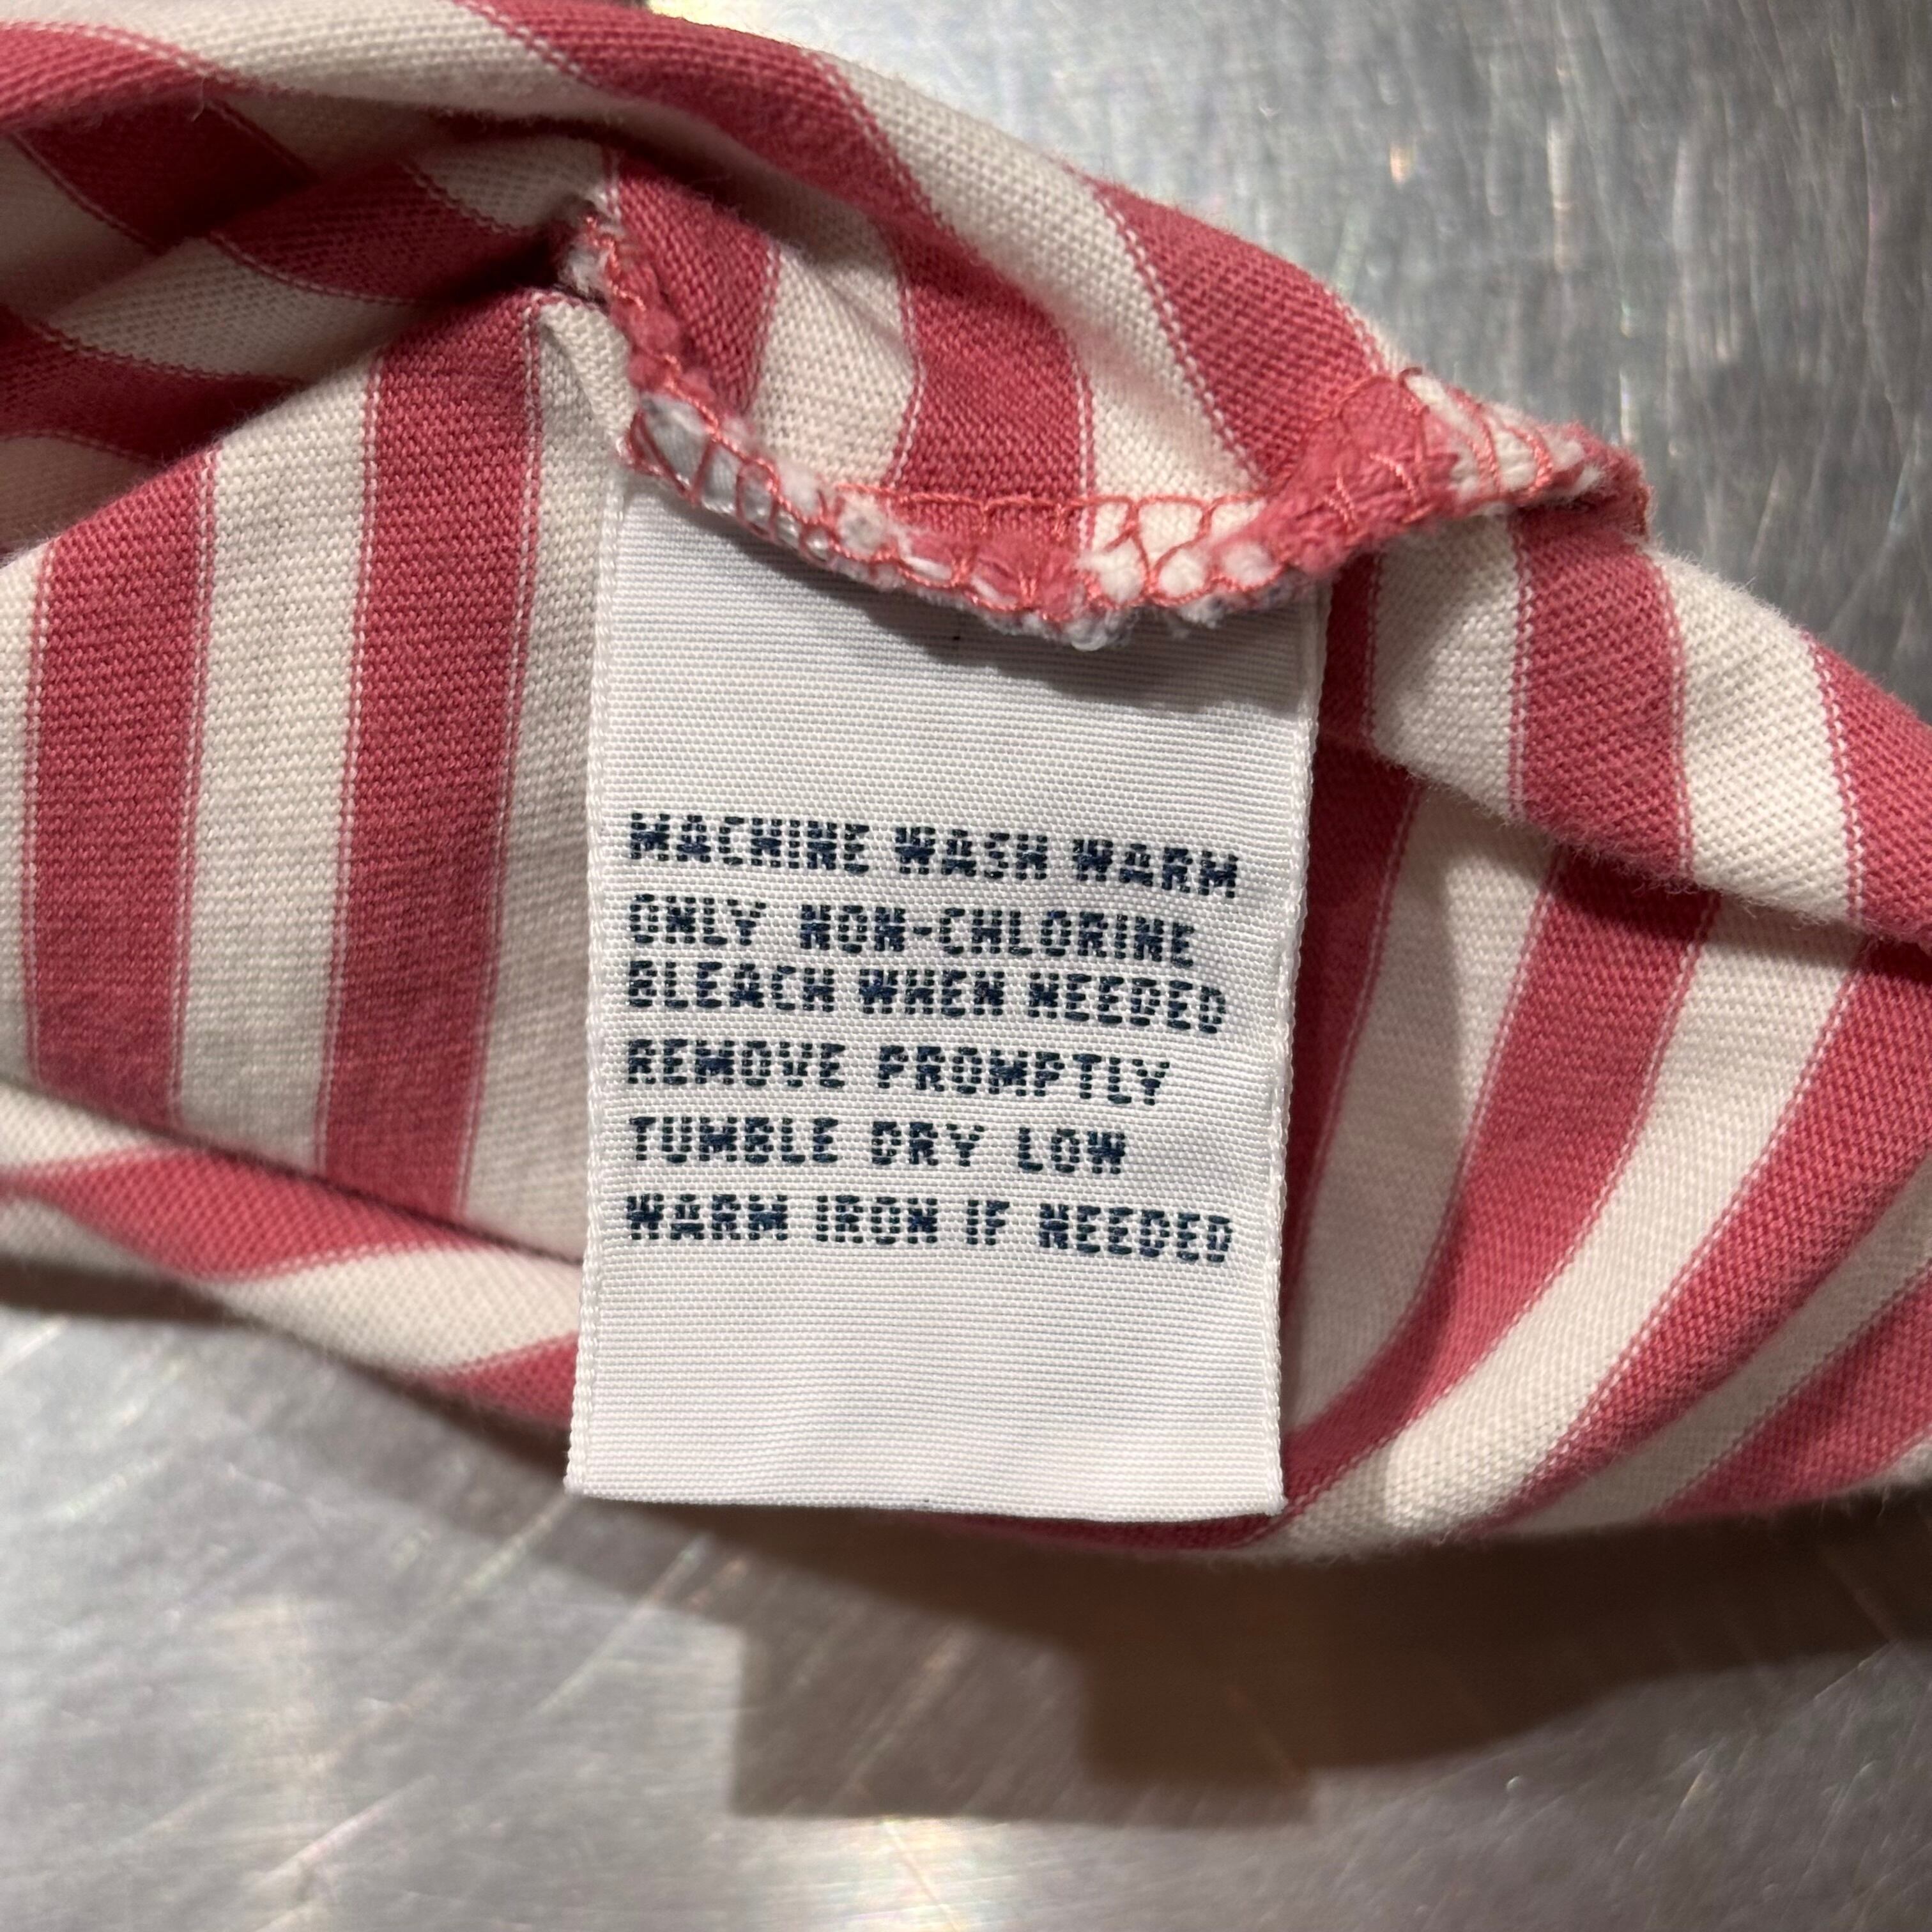 MACHINE WASH WARM
ONLY NON-CHLORINE
BLEACH WHEN NEEDED
REMOVE PROMPTLY
TUMBLE DRY LOW
WARM IRON IF NEEDED